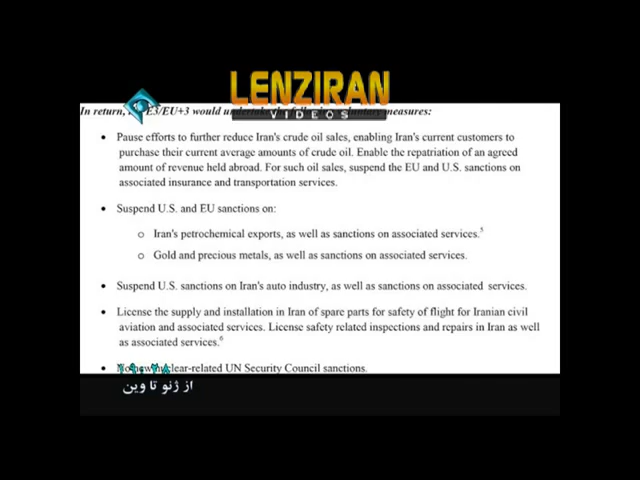 LENZIRAN
VIDEOS
In return, E3/EU+3 would measures:
• Pause efforts to further reduce Iran's crude oil sales, enabling Iran's current customers to
purchase their current average amounts of crude oil. Enable the repatriation of an agreed
amount of revenue held abroad. For such oil sales, suspend the EU and U.S. sanctions on
associated insurance and transportation services.
• Suspend U.S. and EU sanctions on:
o Iran's petrochemical exports, as well as sanctions on associated services.5
o Gold and precious metals, as well as sanctions on associated services.
• Suspend U.S. sanctions on Iran's auto industry, as well as sanctions on associated services.
• License the supply and installation in Iran of spare parts for safety of flight for Iranian civil
aviation and associated services. License safety related inspections and repairs in Iran as well
as associated services.6
• No new nuclear-related UN Security Council sanctions.
از ژنو تا وین